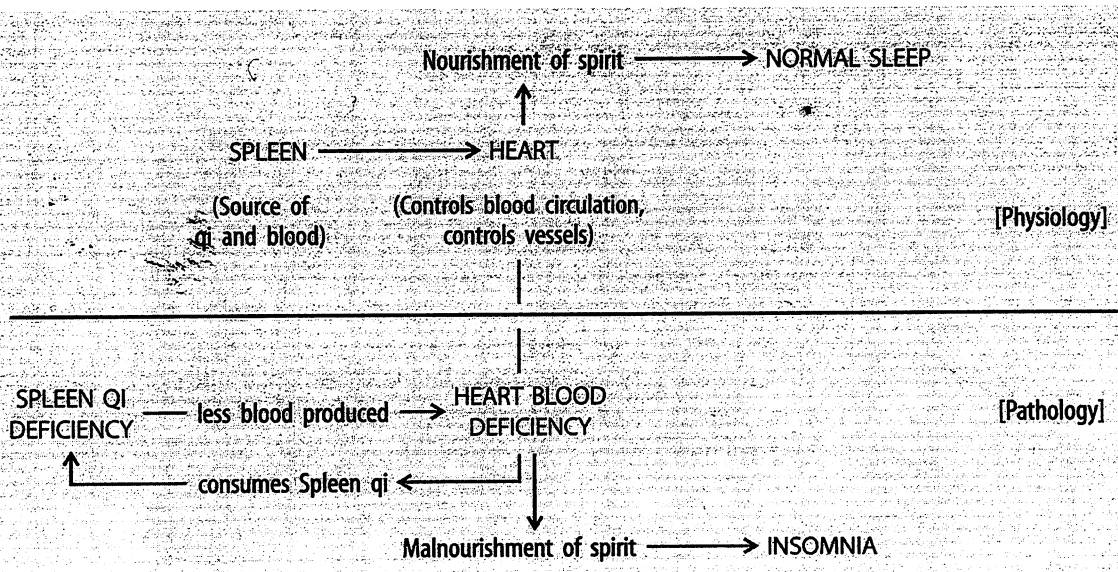 Nourishment of spirit NORMAL SLEEP
SPLEEN HEART
(Source of
qi and blood)
(Controls blood circulation,
controls vessels)
[Physiology]
SPLEEN QI
DEFICIENCY
less blood produced
HEART BLOOD
DEFICIENCY
[Pathology]
consumes Spleen qi
Malnourishment of spirit INSOMNIA